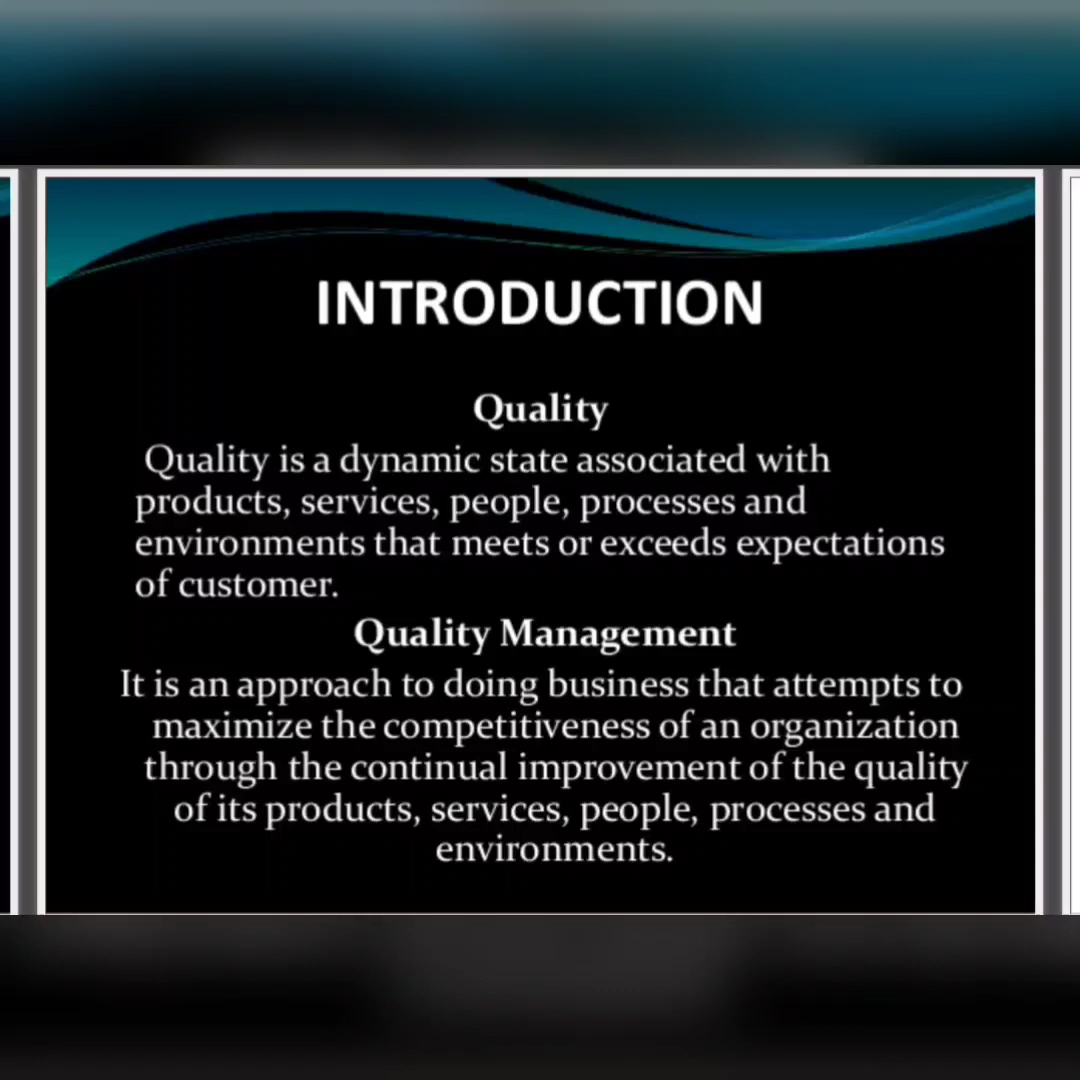 INTRODUCTION
Quality
Quality is a dynamic state associated with
products, services, people, processes and
environments that meets or exceeds expectations
of customer.
Quality Management
It is an approach to doing business that attempts to
maximize the competitiveness of an organization
through the continual improvement of the quality
of its products, services, people, processes and
environments.